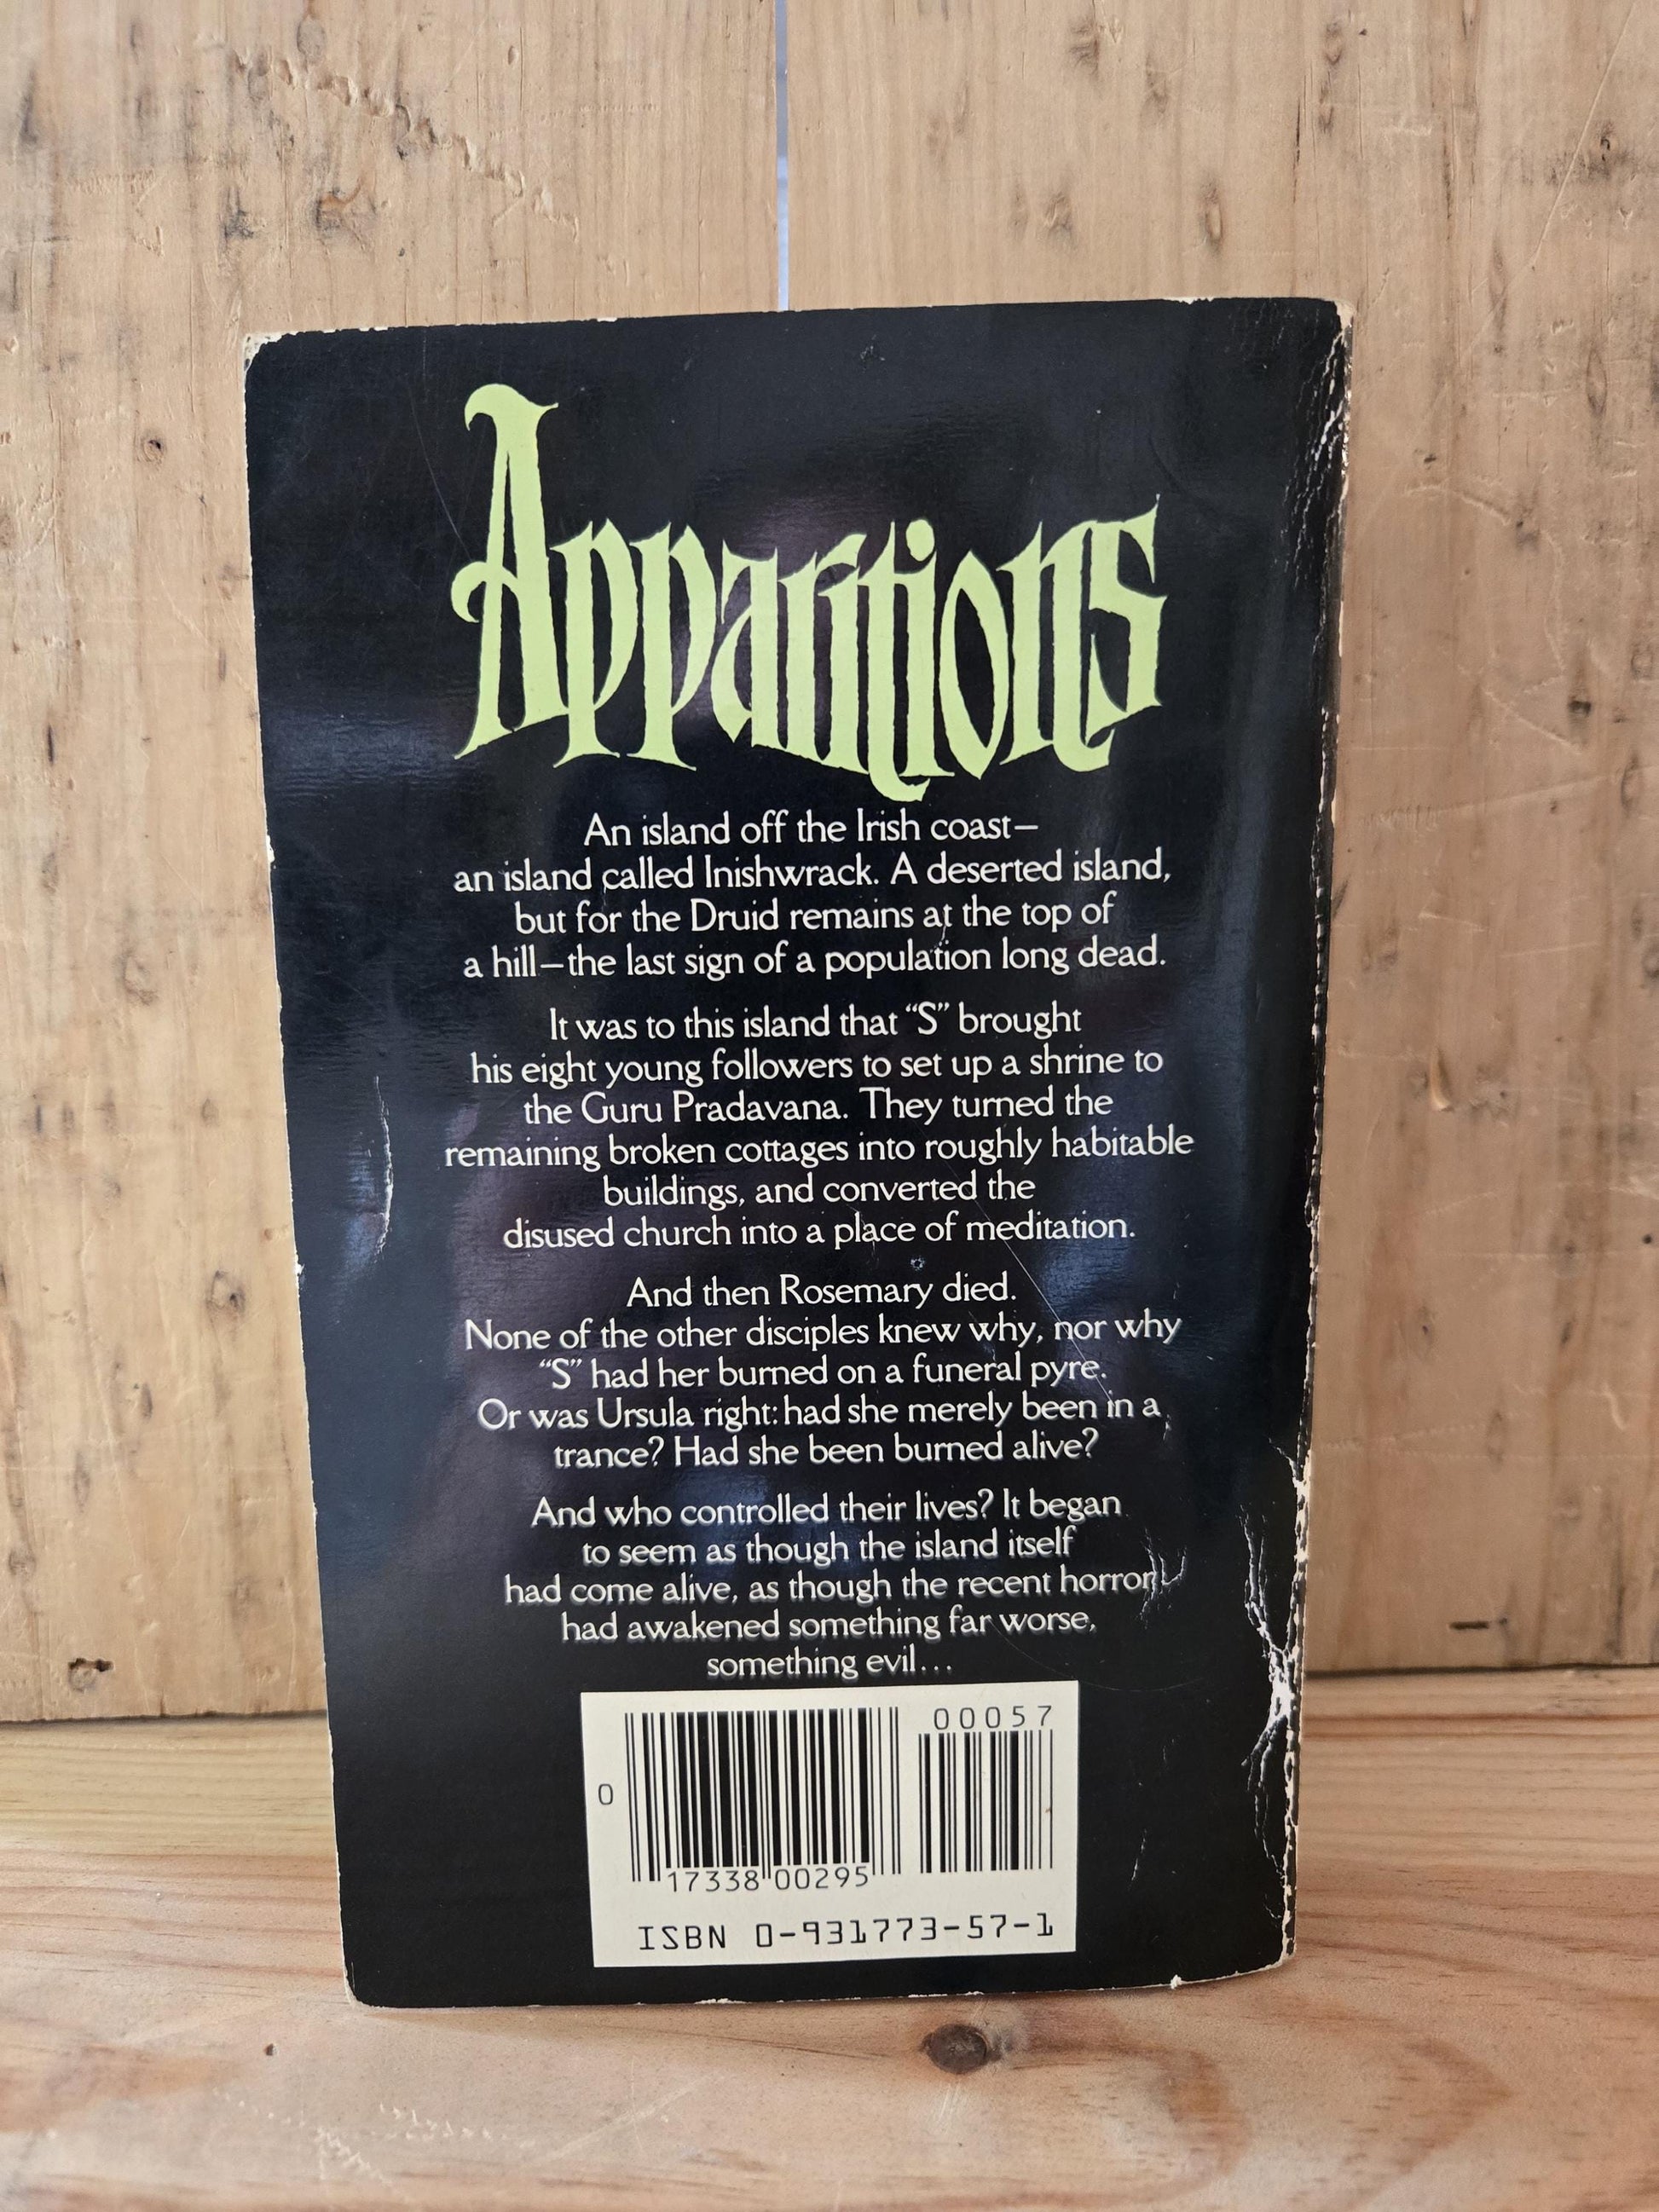 Apparitions
An island off the Irish coast—
an island called Inishwrack. A deserted island,
but for the Druid remains at the top of
a hill—the last sign of a population long dead.
It was to this island that “S” brought
his eight young followers to set up a shrine to
the Guru Pradavana. They turned the
remaining broken cottages into roughly habitable
buildings, and converted the
disused church into a place of meditation.
And then Rosemary died.
None of the other disciples knew why, nor why
“S” had her burned on a funeral pyre.
Or was Ursula right: had she merely been in a
trance? Had she been burned alive?
And who controlled their lives? It began
to seem as though the island itself
had come alive, as though the recent horror
had awakened something far worse,
something evil...
00057
0
17338 00295
ISBN 0-931773-57-1